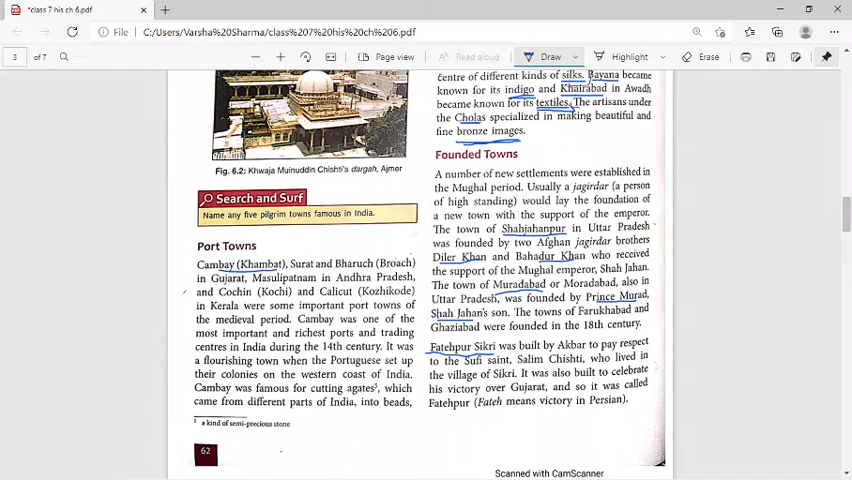 *class 7 his ch 6.pdf
File
C:/Users/Varsha%20Sharma/class%207%20his%20ch%206.pdf
3
of 7
Page view
Read aloud
Draw
Highlight
Erase
Fig. 6.2: Khwaja Muinuddin Chishti's dargah, Ajmer
Search and Surf
Name any five pilgrim towns famous in India.
Port Towns
Cambay (Khambat), Surat and Bharuch (Broach)
in Gujarat, Masulipatnam in Andhra Pradesh,
and Cochin (Kochi) and Calicut (Kozhikode)
in Kerala were some important port towns of
the medieval period. Cambay was one of the
most important and richest ports and trading
centres in India during the 14th century. It was
a flourishing town when the Portuguese set up
their colonies on the western coast of India.
Cambay was famous for cutting agates⁵, which
came from different parts of India, into beads,
⁵ a kind of semi-precious stone
62
centre of different kinds of silks. Bayana became
known for its indigo and Khairabad in Awadh
became known for its textiles. The artisans under
the Cholas specialized in making beautiful and
fine bronze images.
Founded Towns
A number of new settlements were established in
the Mughal period. Usually a jagirdar (a person
of high standing) would lay the foundation of
a new town with the support of the emperor.
The town of Shahjahanpur in Uttar Pradesh
was founded by two Afghan jagirdar brothers
Diler Khan and Bahadur Khan who received
the support of the Mughal emperor, Shah Jahan.
The town of Muradabad or Moradabad, also in
Uttar Pradesh, was founded by Prince Murad,
Shah Jahan's son. The towns of Farukhabad and
Ghaziabad were founded in the 18th century.
Fatehpur Sikri was built by Akbar to pay respect
to the Sufi saint, Salim Chishti, who lived in
the village of Sikri. It was also built to celebrate
his victory over Gujarat, and so it was called
Fatehpur (Fateh means victory in Persian).
Scanned with CamScanner